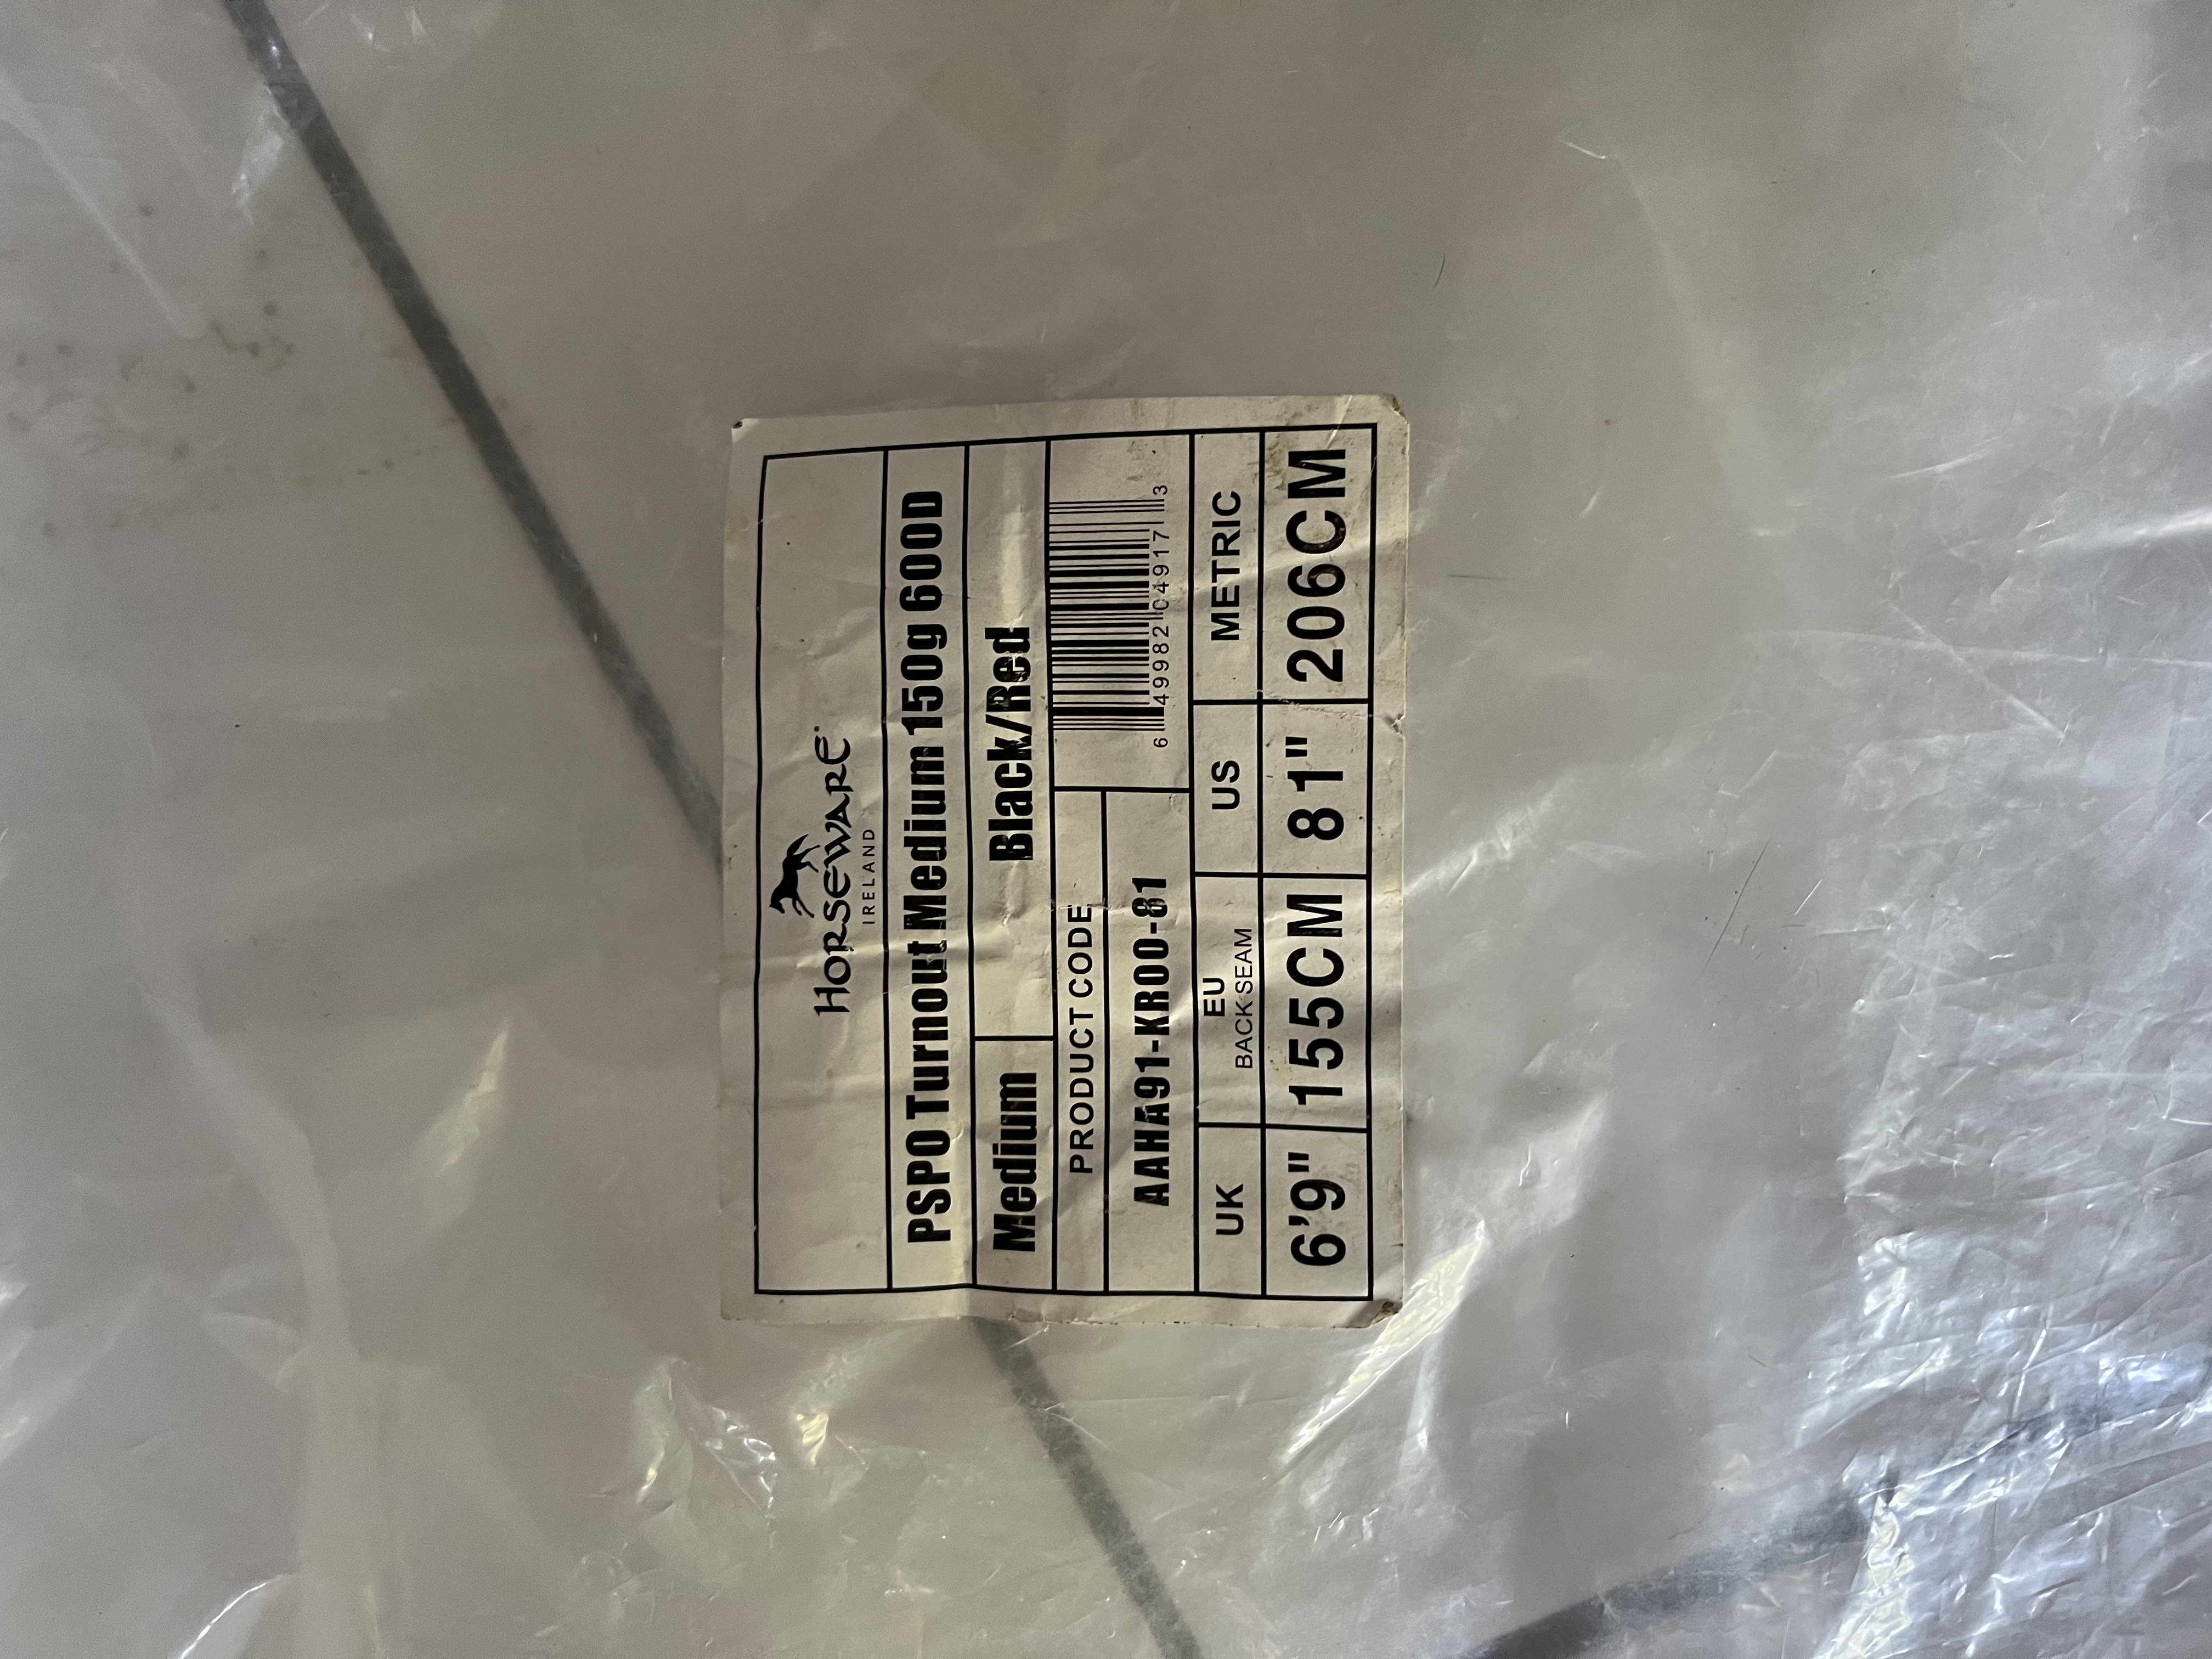 HORSEWARE
IRELAND
PSPO Turnout Medium 150g 600D
Medium Black/Red
PRODUCT CODE
AAHA91-KR00-81
6 49982 04917 3
UK EU BACK SEAM US METRIC
6'9" 155CM 81" 206CM